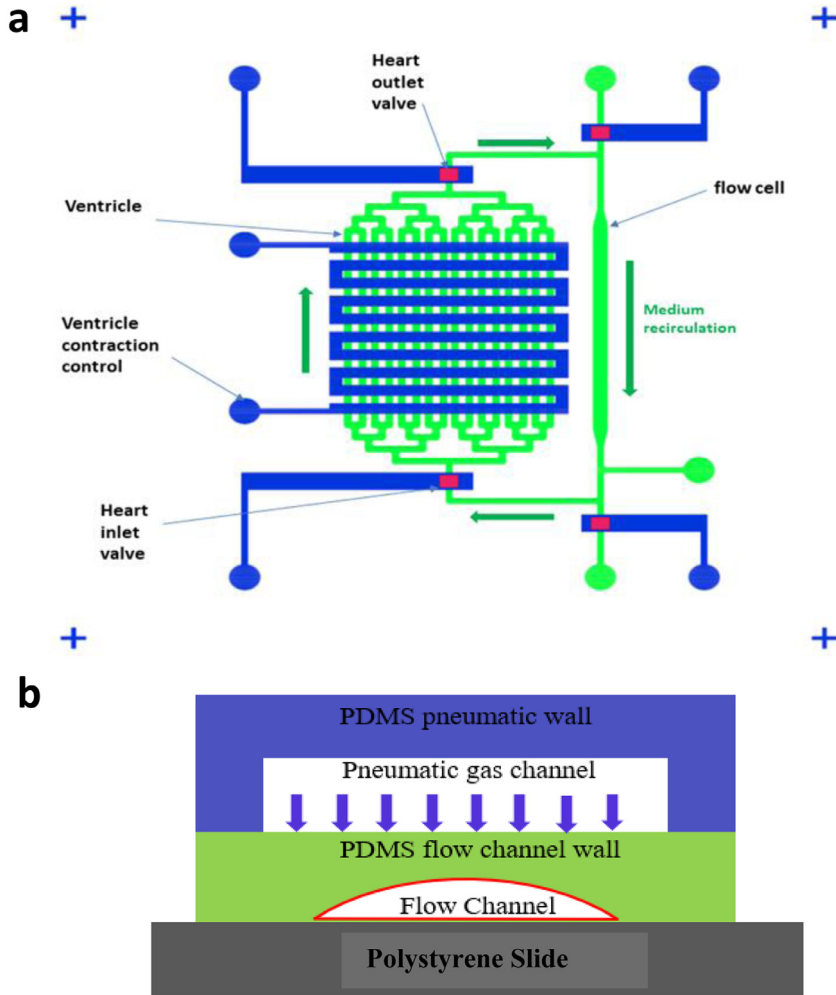 a
Heart
outlet
valve
flow cell
Ventricle
Medium
recirculation
Ventricle
contraction
control
Heart
inlet
valve
b
PDMS pneumatic wall
Pneumatic gas channel
PDMS flow channel wall
Flow Channel
Polystyrene Slide